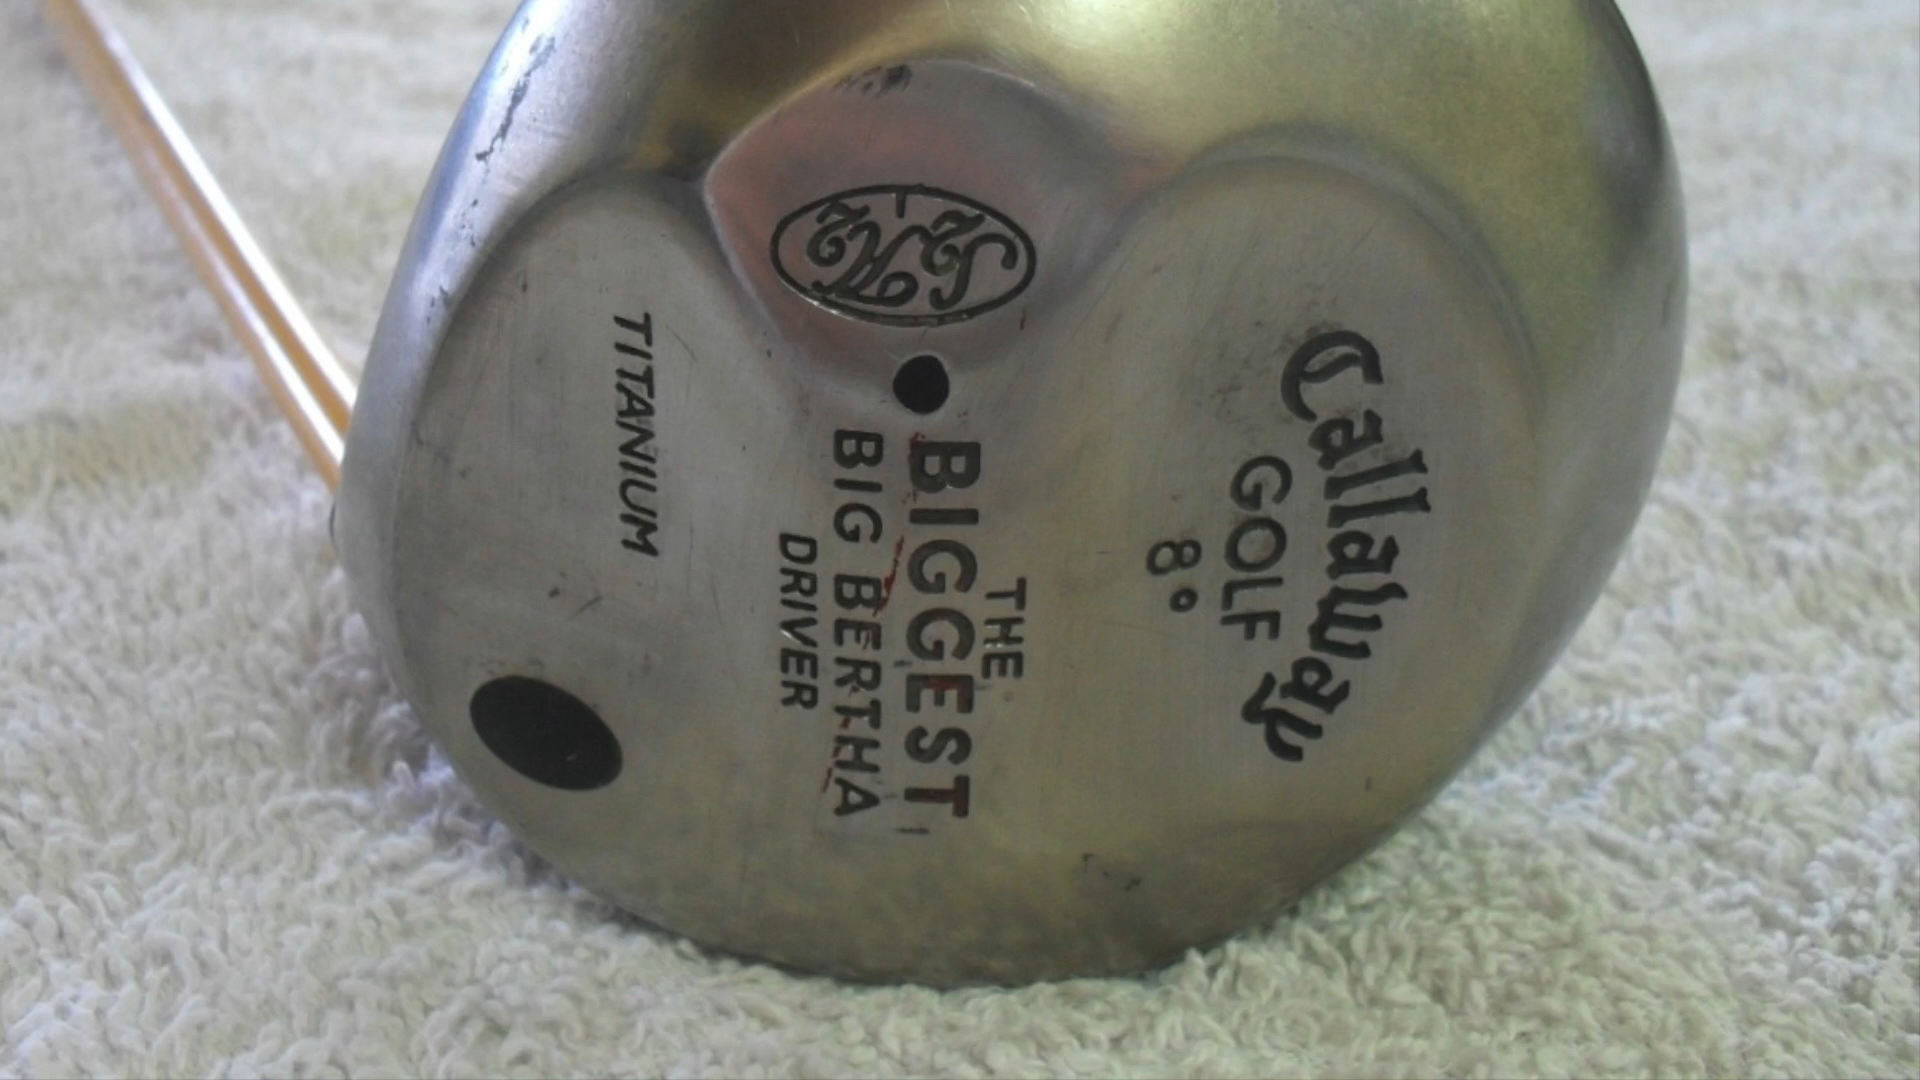 Callaway
GOLF
8°
THE
BIGGEST
BIG BERTHA
DRIVER
TITANIUM